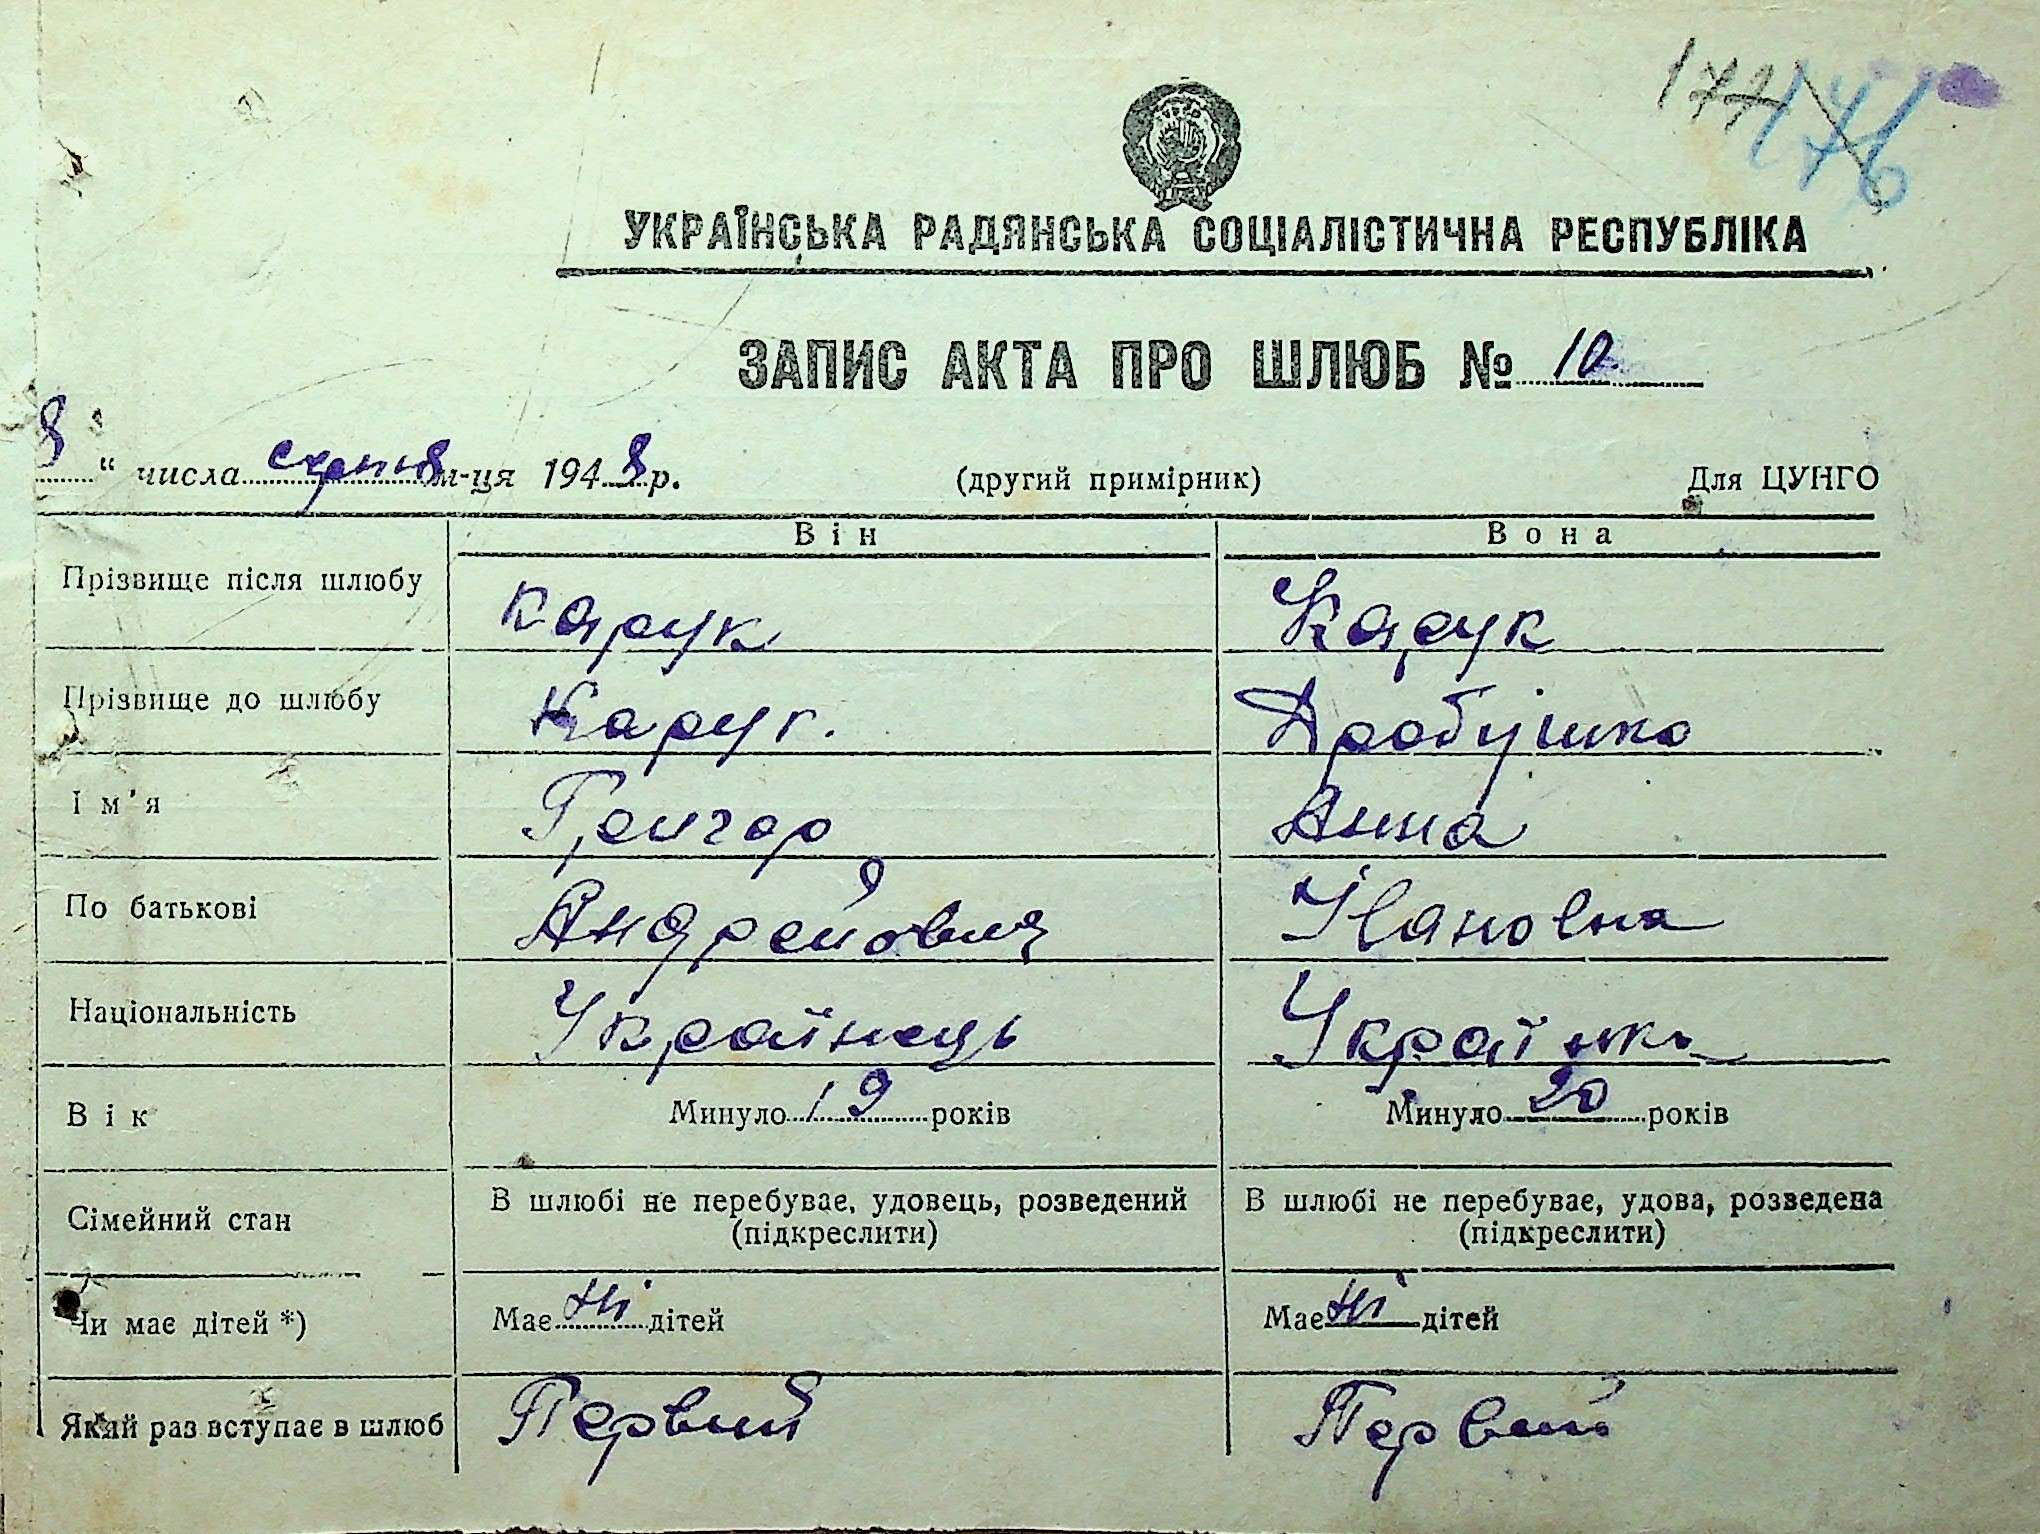 177 176
УКРАЇНСЬКА РАДЯНСЬКА СОЦІАЛІСТИЧНА РЕСПУБЛІКА
ЗАПИС АКТА ПРО ШЛЮБ № 10
8 “ числа серпня м-ця 1948 р. (другий примірник) Для ЦУНГО
Він Вона
Прізвище після шлюбу Карук Карук
Прізвище до шлюбу Карук. Дробушко
Ім'я Григор Анна
По батькові Андрейович Івановна
Національність Українець Українка
Вік Минуло 19 років Минуло 20 років
Сімейний стан В шлюбі не перебуває, удовець, розведений В шлюбі не перебуває, удова, розведена
(підкреслити) (підкреслити)
Чи має дітей *) Має ні дітей Має ні дітей
Який раз вступає в шлюб Первий Первий